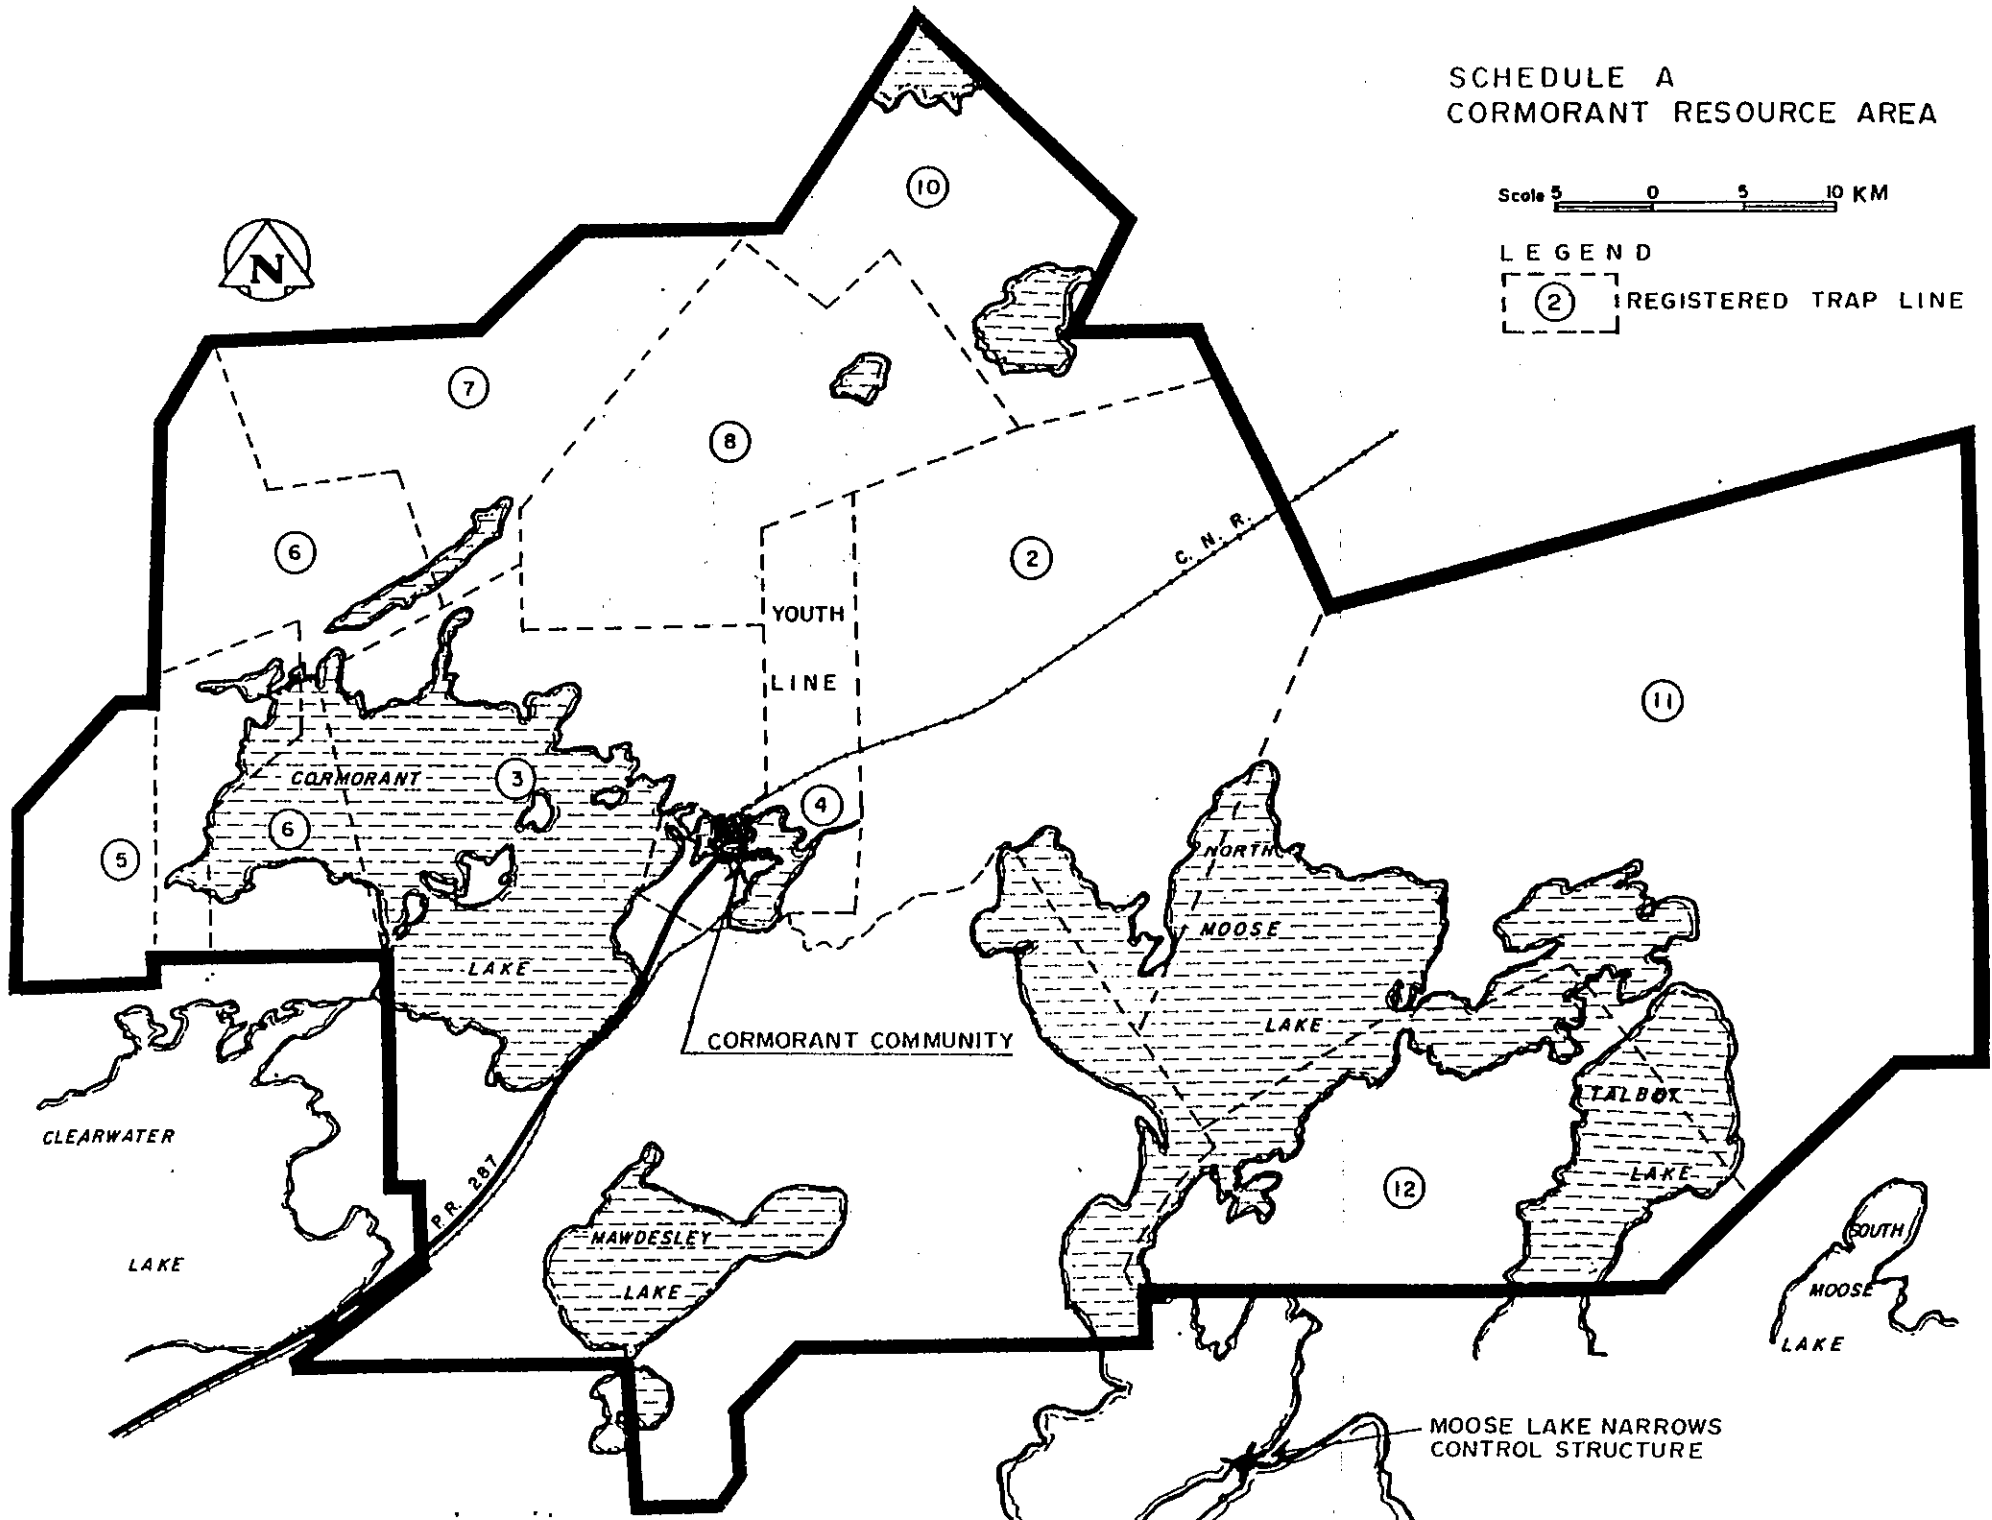 SCHEDULE A
CORMORANT RESOURCE AREA
Scale 5 0 5 10 KM
LEGEND
2 REGISTERED TRAP LINE
N
10
7
8
6
2
C. N. R.
YOUTH
LINE
11
CORMORANT
3
6
4
5
LAKE
NORTH
MOOSE
LAKE
CORMORANT COMMUNITY
TALBOT
LAKE
CLEARWATER
LAKE
P.R. 287
12
MAWDESLEY
LAKE
SOUTH
MOOSE
LAKE
MOOSE LAKE NARROWS
CONTROL STRUCTURE